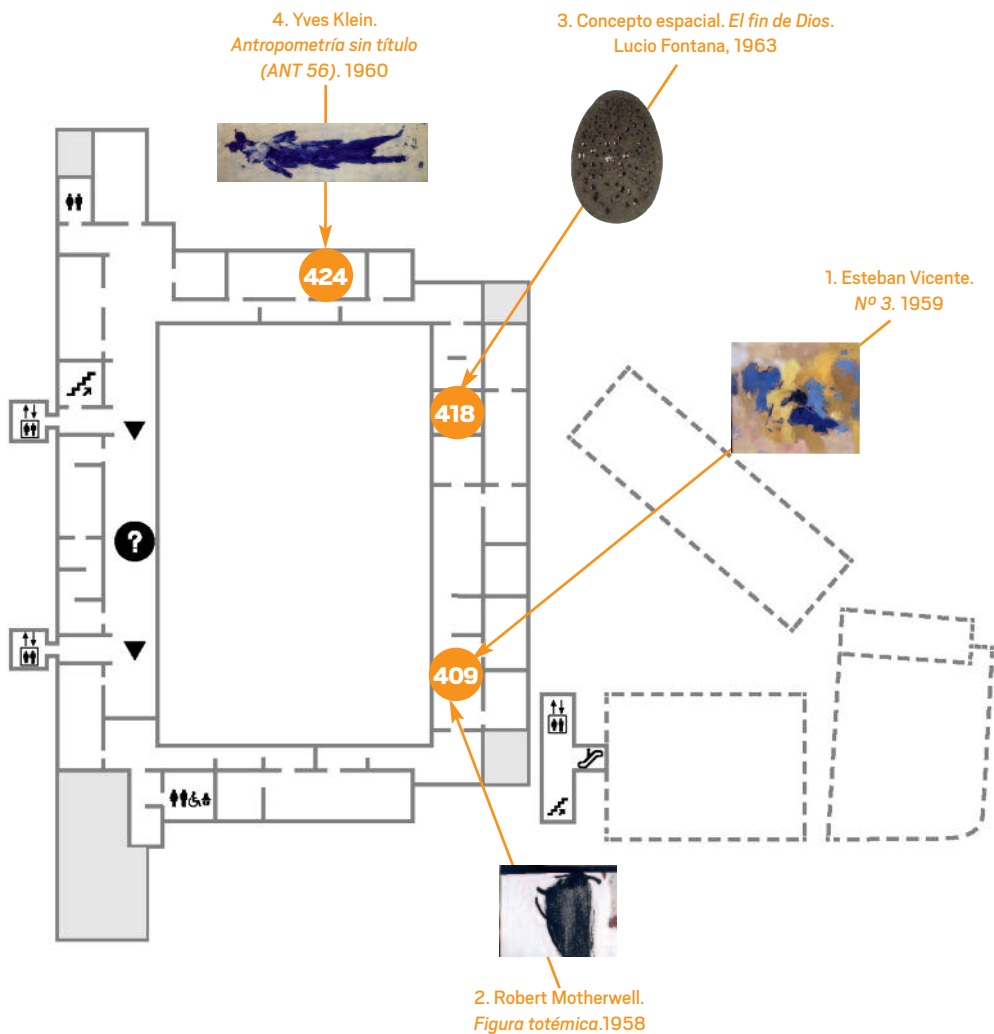 4. Yves Klein.
Antropometría sin título
(ANT 56). 1960
3. Concepto espacial. El fin de Dios.
Lucio Fontana, 1963
424
1. Esteban Vicente.
Nº 3. 1959
418
?
409
2. Robert Motherwell.
Figura totémica.1958